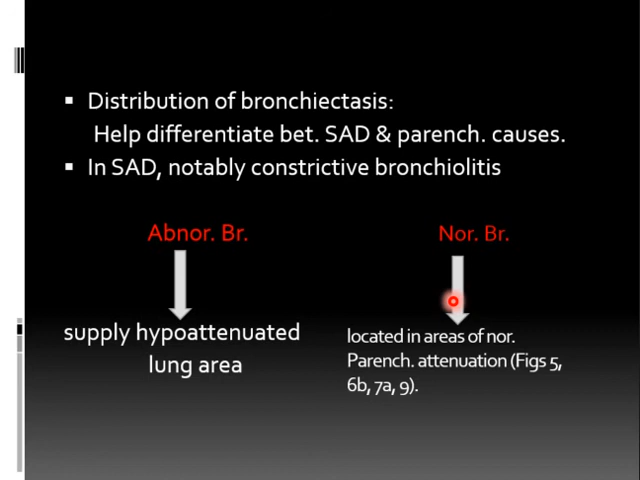 Distribution of bronchiectasis:
Help differentiate bet. SAD & parench. causes.
In SAD, notably constrictive bronchiolitis
Abnor. Br.
supply hypoattenuated
lung area
Nor. Br.
located in areas of nor.
Parench. attenuation (Figs 5,
6b, 7a, 9).